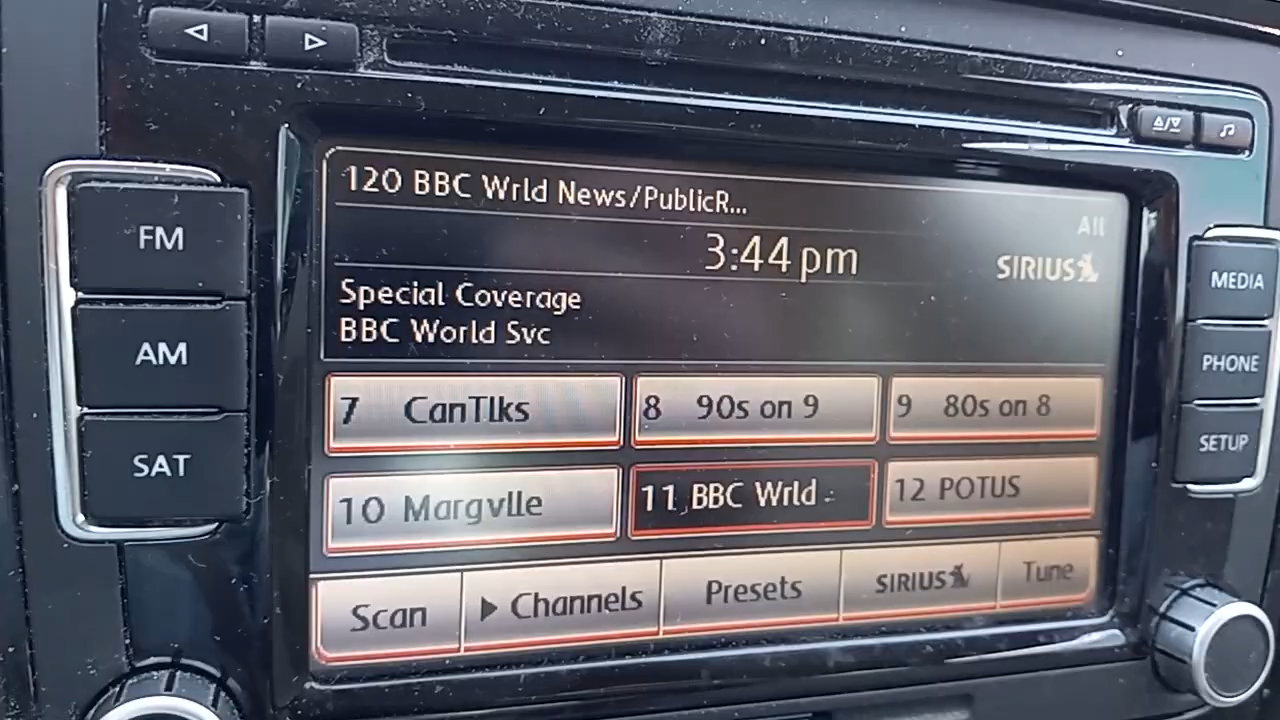 120 BBC Wrld News/PublicR...
All
3:44 pm
SIRIUS
Special Coverage
BBC World Svc
7 CanTlks
8 90s on 9
9 80s on 8
10 Margvlle
11 BBC Wrld
12 POTUS
Scan
Channels
Presets
SIRIUS
Tune
FM
AM
SAT
MEDIA
PHONE
SETUP